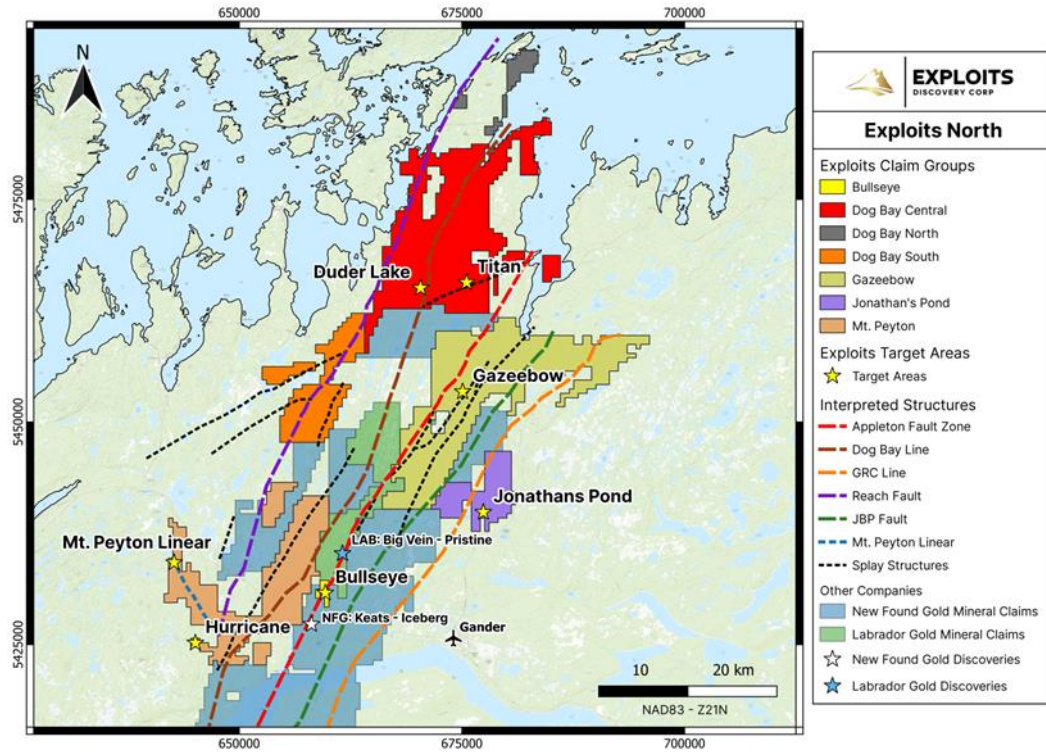 650000 675000 700000
N
5475000
5450000
5425000
Duder Lake
Titan
Gazeebow
Jonathans Pond
LAB: Big Vein - Pristine
Mt. Peyton Linear
Bullseye
NFG: Keats - Iceberg
Hurricane
Gander
10 20 km
NAD83 - Z21N
650000 675000 700000
EXPLOITS
DISCOVERY CORP
Exploits North
Exploits Claim Groups
Bullseye
Dog Bay Central
Dog Bay North
Dog Bay South
Gazeebow
Jonathan's Pond
Mt. Peyton
Exploits Target Areas
Target Areas
Interpreted Structures
Appleton Fault Zone
Dog Bay Line
GRC Line
Reach Fault
JBP Fault
Mt. Peyton Linear
Splay Structures
Other Companies
New Found Gold Mineral Claims
Labrador Gold Mineral Claims
New Found Gold Discoveries
Labrador Gold Discoveries